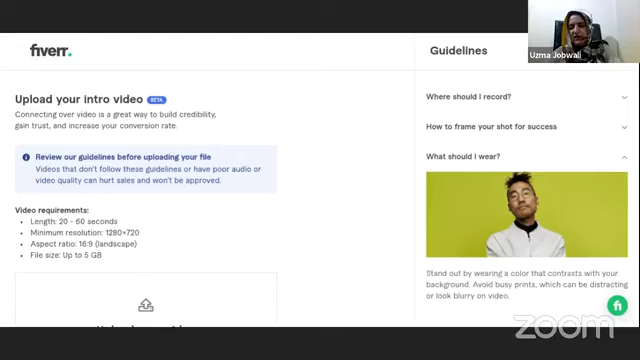 fiverr.
Guidelines
Uzma Jobwali
Upload your intro video BETA
Connecting over video is a great way to build credibility,
gain trust, and increase your conversion rate.
Review our guidelines before uploading your file
Videos that don't follow these guidelines or have poor audio or
video quality can hurt sales and won't be approved.
Video requirements:
Length: 20 - 60 seconds
Minimum resolution: 1280×720
Aspect ratio: 16:9 (landscape)
File size: Up to 5 GB
Where should I record?
How to frame your shot for success
What should I wear?
Stand out by wearing a color that contrasts with your
background. Avoid busy prints, which can be distracting
or look blurry on video.
fi
zoom